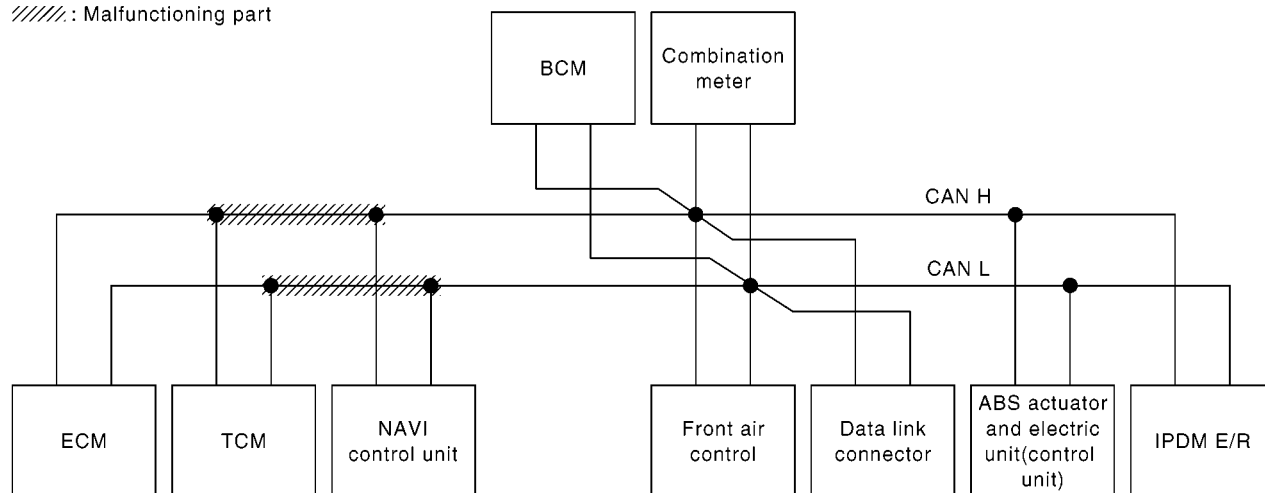 : Malfunctioning part
BCM
Combination
meter
CAN H
CAN L
ECM
TCM
NAVI
control unit
Front air
control
Data link
connector
ABS actuator
and electric
unit(control
unit)
IPDM E/R